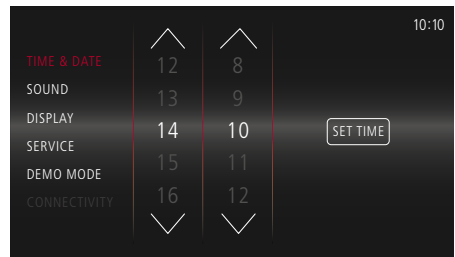 10:10
TIME & DATE
SOUND
DISPLAY
SERVICE
DEMO MODE
CONNECTIVITY
12 8
13 9
14 10
15 11
16 12
SET TIME